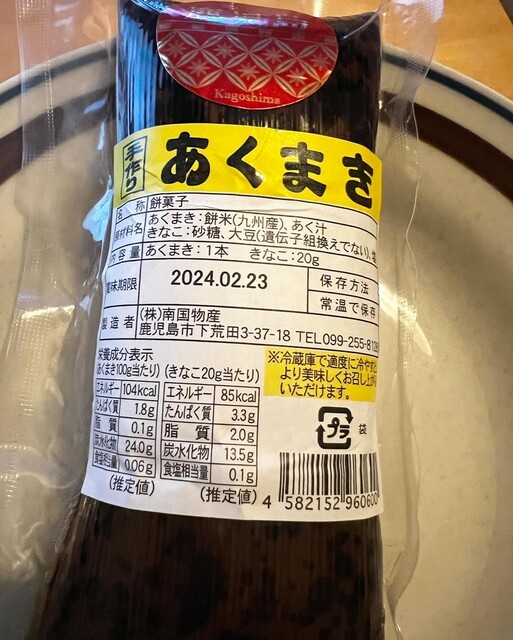 Kagoshima
手作り
あくまき
名 称 餅菓子
原材料名 あくまき:餅米(九州産)、あく汁
きなこ:砂糖、大豆(遺伝子組換えでない)、塩
内容量 あくまき:1本 きなこ:20g
賞味期限 2024.02.23 保存方法
常温で保存
製造者 (株)南国物産
鹿児島市下荒田3-37-18 TEL099-255-81
栄養成分表示
(あくまき100g当たり) (きなこ20g当たり)
エネルギー 104kcal エネルギー 85kcal
たんぱく質 1.8g たんぱく質 3.3g
脂 質 0.1g 脂 質 2.0g
炭水化物 24.0g 炭水化物 13.5g
食塩相当量 0.06g 食塩相当量 0.1g
(推定値) (推定値)
※冷蔵庫で適度に冷やすと
より美味しくお召し上が
いただけます。
プラ 袋
4 582152 960600